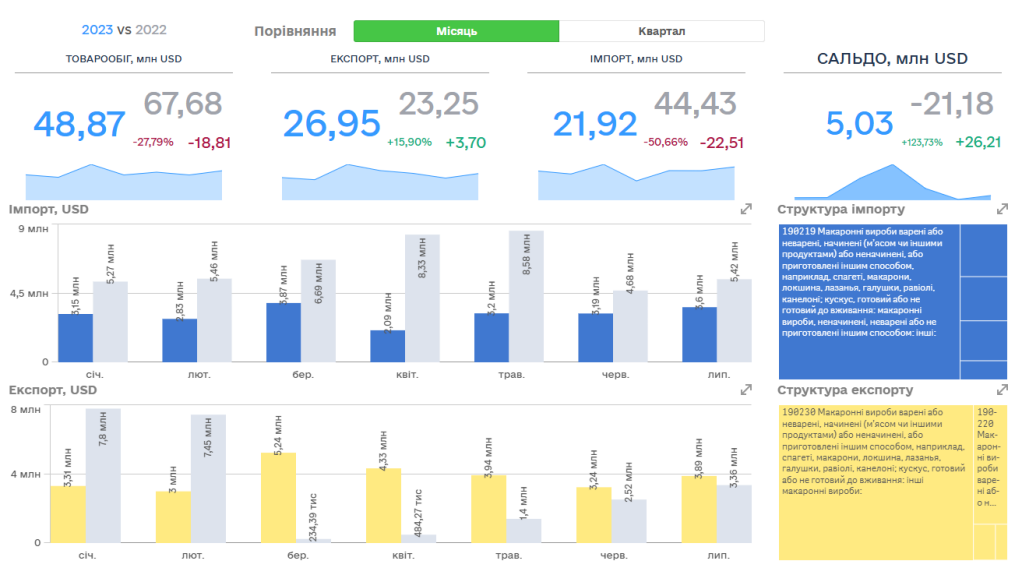 2023 vs 2022
Порівняння
Місяць
Квартал
ТОВАРООБІГ, млн USD
67,68
48,87
-27,79% -18,81
ЕКСПОРТ, млн USD
23,25
26,95
+15,90% +3,70
ІМПОРТ, млн USD
44,43
21,92
-50,66% -22,51
САЛЬДО, млн USD
-21,18
5,03
+123,73% +26,21
Імпорт, USD
9 млн
4,5 млн
0
3,15 млн
5,27 млн
2,83 млн
5,46 млн
3,87 млн
6,69 млн
2,09 млн
8,33 млн
3,2 млн
8,58 млн
3,19 млн
4,68 млн
3,6 млн
5,42 млн
січ.
лют.
бер.
квіт.
трав.
черв.
лип.
Структура імпорту
190219 Макаронні вироби варені або
неварені, начинені (м'ясом чи іншими
продуктами) або неначинені, або
приготовлені іншим способом,
наприклад, спагеті, макарони,
локшина, лазанья, галушки, равіолі,
канелоні; кускус, готовий або не
готовий до вживання: макаронні
вироби, неначинені, неварені або не
приготовлені іншим способом: інші:
Експорт, USD
8 млн
4 млн
0
3,31 млн
7,8 млн
3 млн
7,45 млн
5,24 млн
234,39 тис
4,33 млн
484,27 тис
3,94 млн
1,4 млн
3,24 млн
2,52 млн
3,89 млн
3,36 млн
січ.
лют.
бер.
квіт.
трав.
черв.
лип.
Структура експорту
190230 Макаронні вироби варені або
неварені, начинені (м'ясом чи іншими
продуктами) або неначинені, або
приготовлені іншим способом, наприклад,
спагеті, макарони, локшина, лазанья,
галушки, равіолі, канелоні; кускус, готовий
або не готовий до вживання: інші
макаронні вироби:
190-
220
Мак-
арон-
ні ви-
роби
варе-
ні аб-
о н...